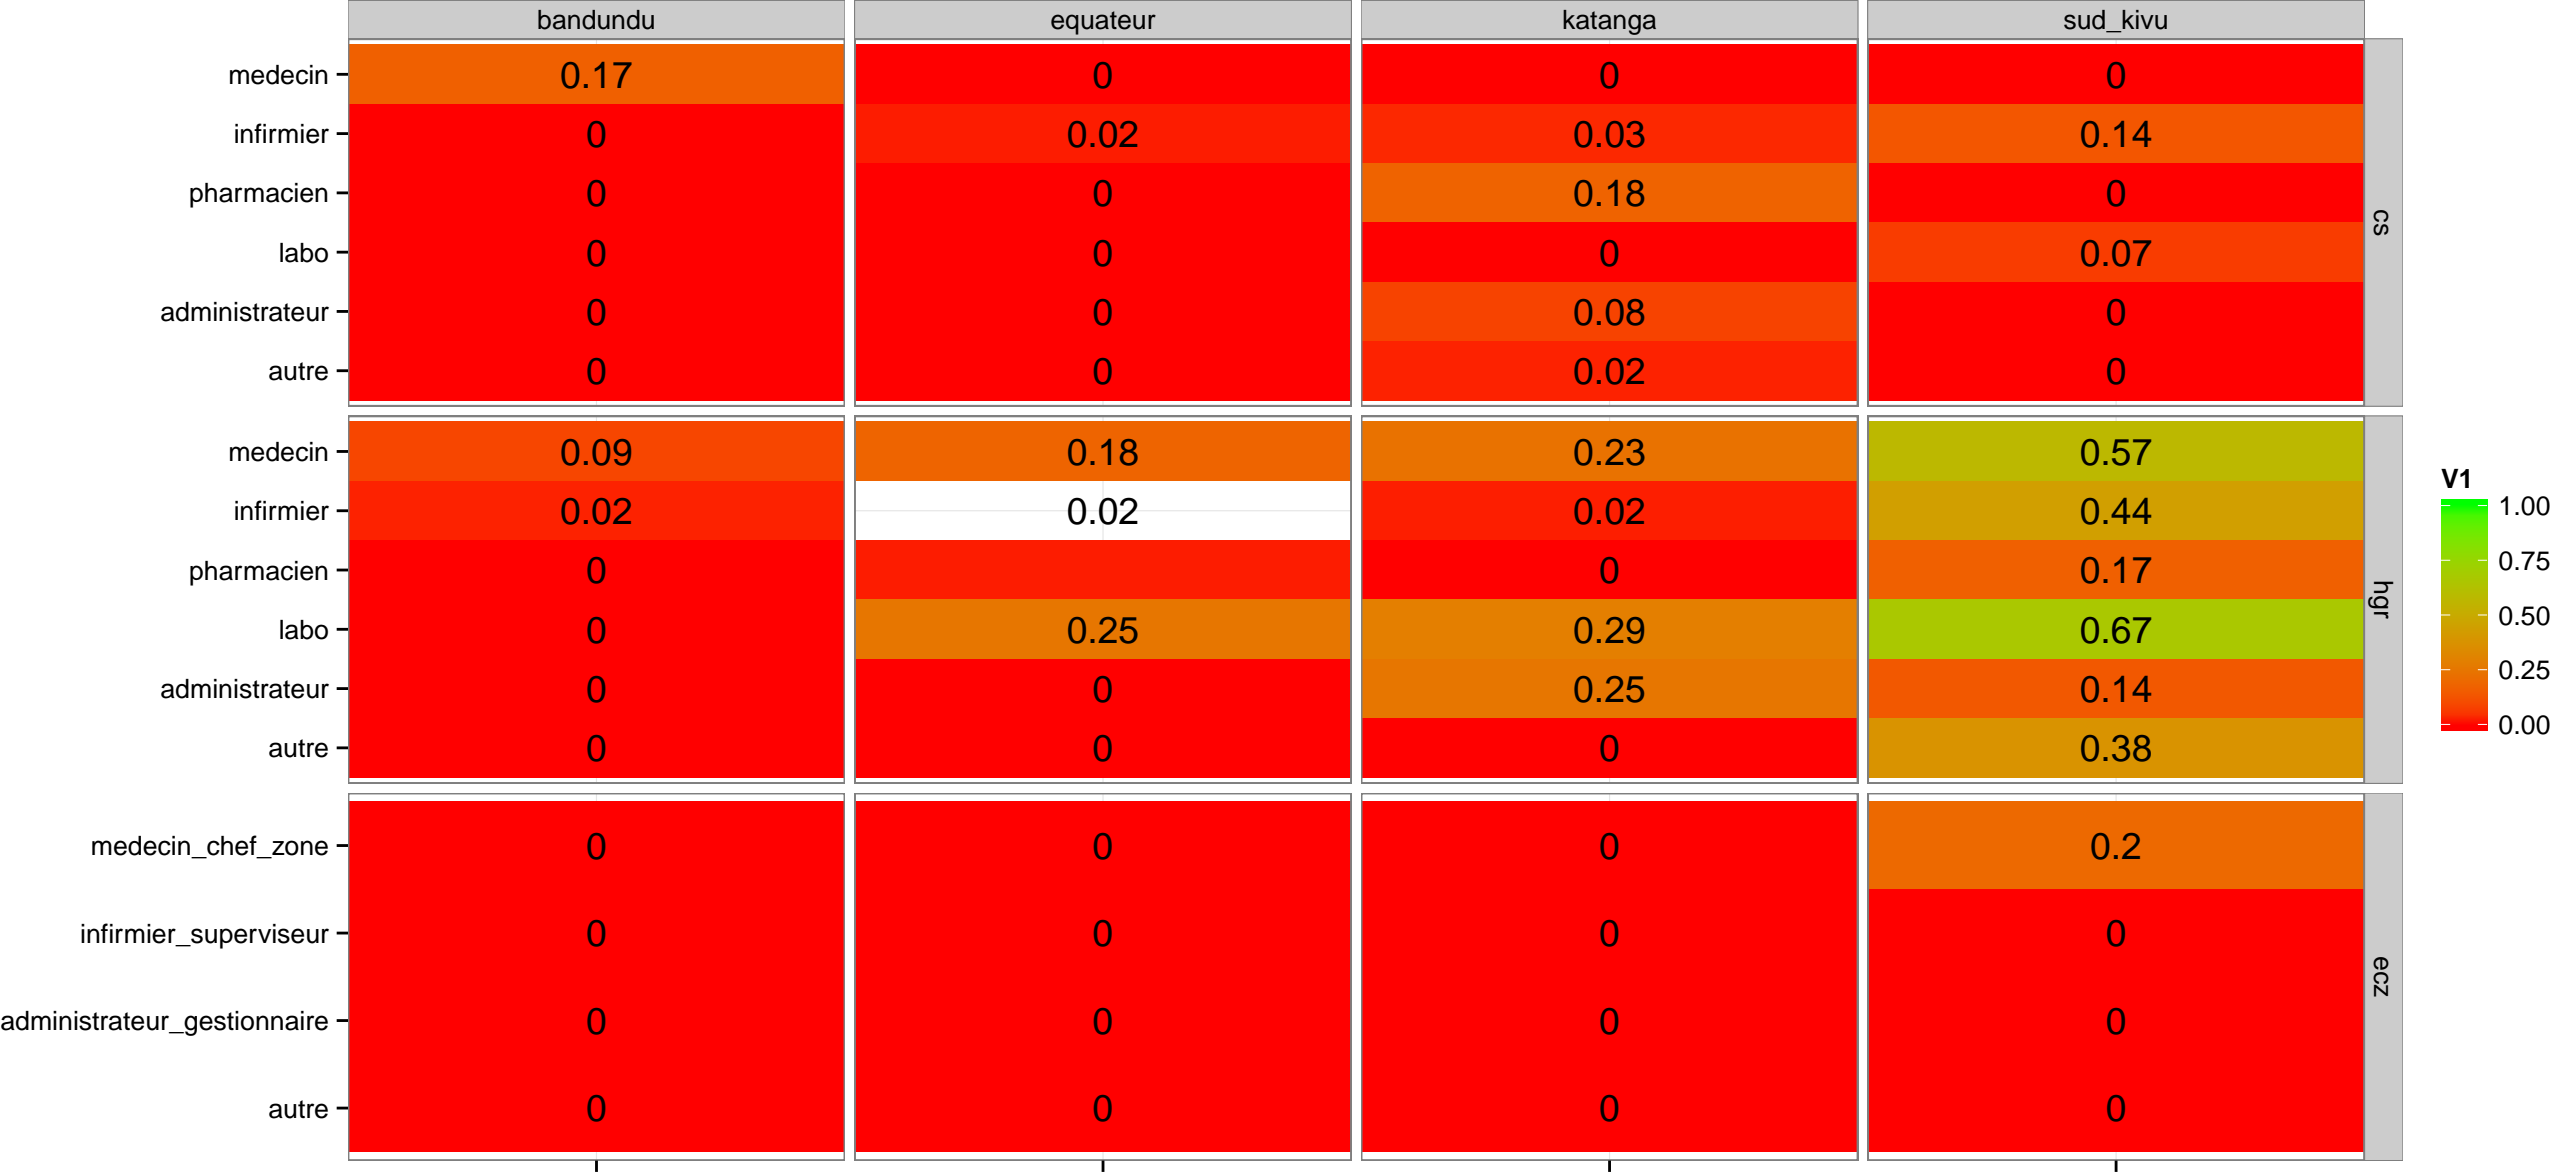 bandundu equateur katanga sud_kivu
medecin 0.17 0 0 0
infirmier 0 0.02 0.03 0.14
pharmacien 0 0 0.18 0
labo 0 0 0 0.07
administrateur 0 0 0.08 0
autre 0 0 0.02 0
cs
medecin 0.09 0.18 0.23 0.57
infirmier 0.02 0.02 0.02 0.44
pharmacien 0 0 0.17
labo 0 0.25 0.29 0.67
administrateur 0 0 0.25 0.14
autre 0 0 0 0.38
hgr
medecin_chef_zone 0 0 0 0.2
infirmier_superviseur 0 0 0 0
administrateur_gestionnaire 0 0 0 0
autre 0 0 0 0
ecz
V1
1.00
0.75
0.50
0.25
0.00